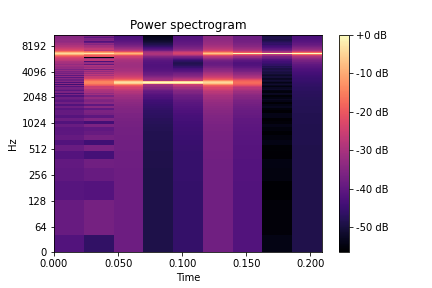 Power spectrogram
8192
4096
2048
1024
512
256
128
64
0
Hz
0.000 0.050 0.100 0.150 0.200
Time
+0 dB
-10 dB
-20 dB
-30 dB
-40 dB
-50 dB